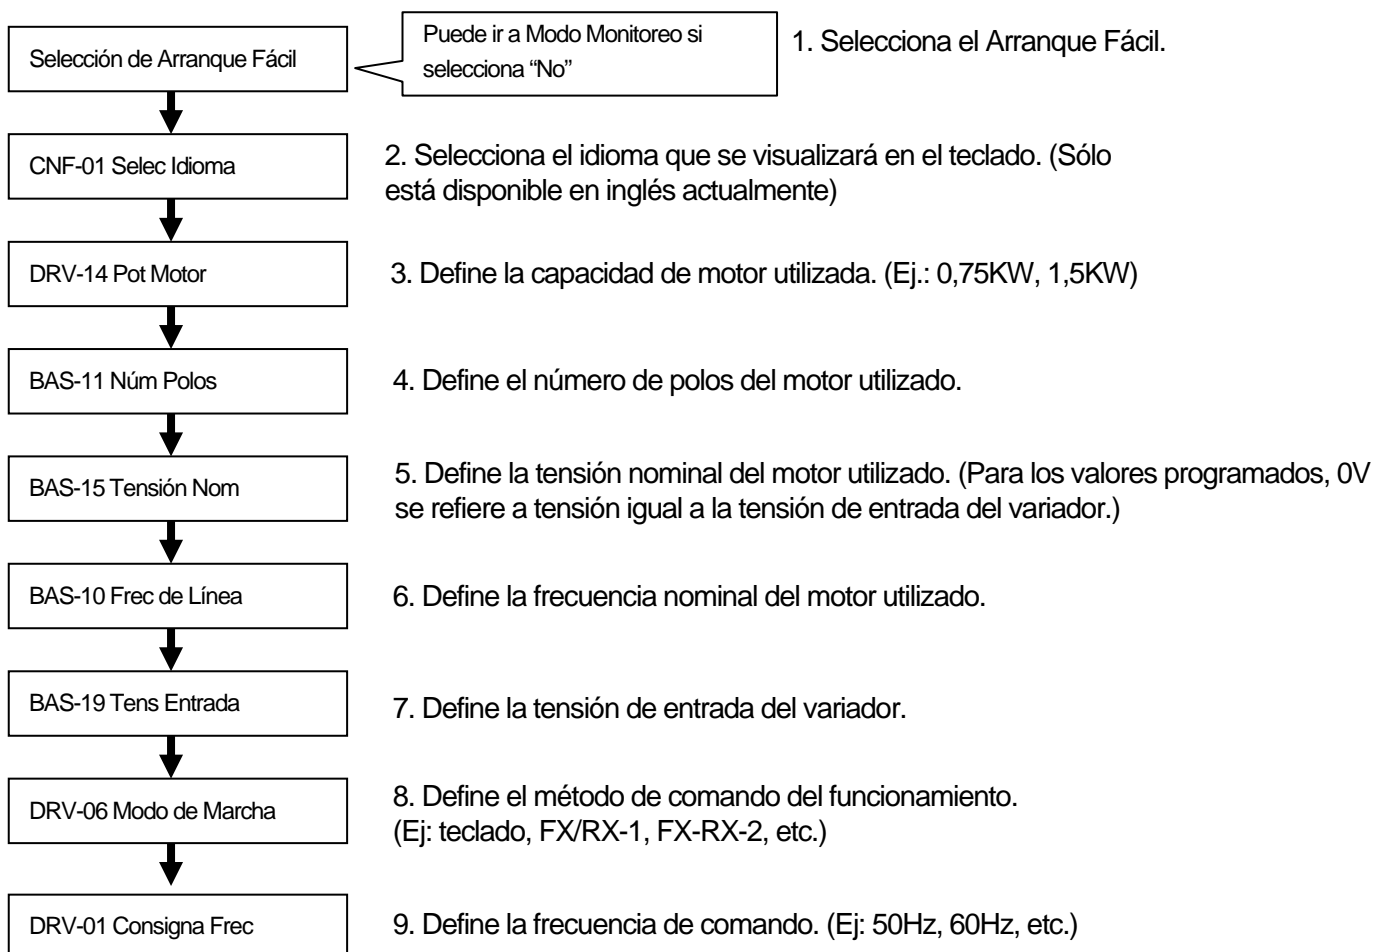 Selección de Arranque Fácil
Puede ir a Modo Monitoreo si
selecciona “No”
1. Selecciona el Arranque Fácil.
CNF-01 Selec Idioma
2. Selecciona el idioma que se visualizará en el teclado. (Sólo
está disponible en inglés actualmente)
DRV-14 Pot Motor
3. Define la capacidad de motor utilizada. (Ej.: 0,75KW, 1,5KW)
BAS-11 Núm Polos
4. Define el número de polos del motor utilizado.
BAS-15 Tensión Nom
5. Define la tensión nominal del motor utilizado. (Para los valores programados, 0V
se refiere a tensión igual a la tensión de entrada del variador.)
BAS-10 Frec de Línea
6. Define la frecuencia nominal del motor utilizado.
BAS-19 Tens Entrada
7. Define la tensión de entrada del variador.
DRV-06 Modo de Marcha
8. Define el método de comando del funcionamiento.
(Ej: teclado, FX/RX-1, FX-RX-2, etc.)
DRV-01 Consigna Frec
9. Define la frecuencia de comando. (Ej: 50Hz, 60Hz, etc.)